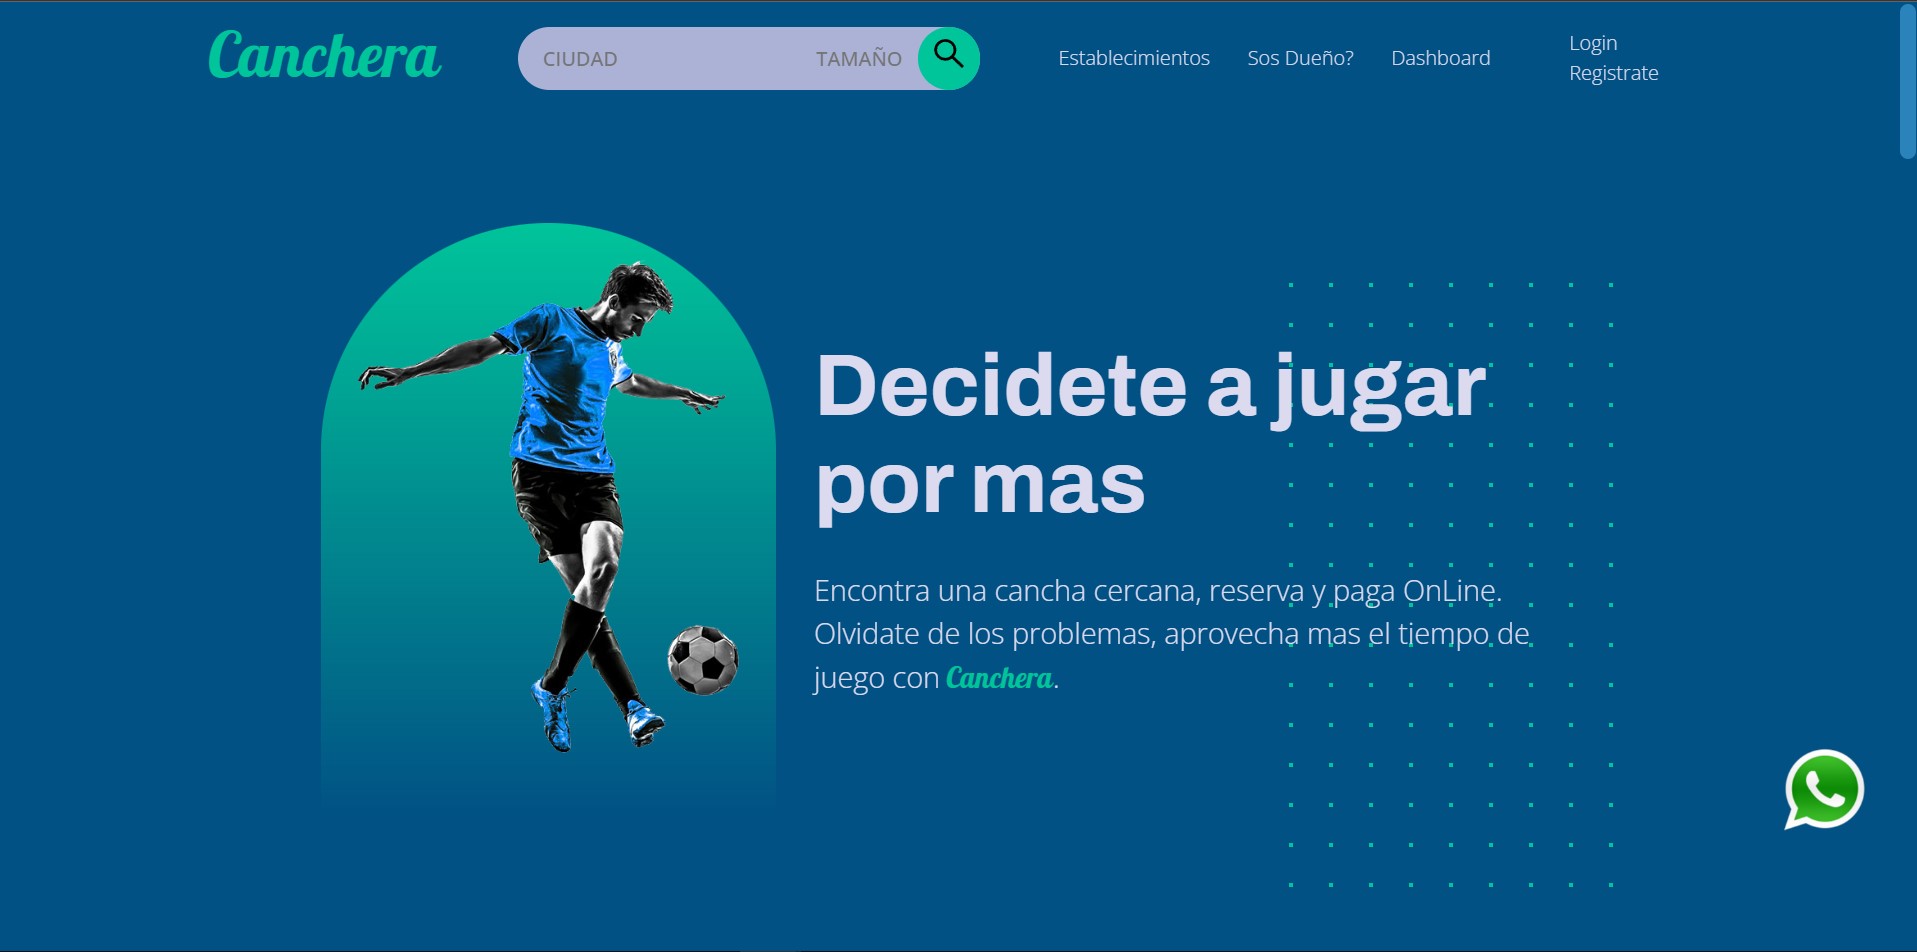 Canchera
CIUDAD TAMAÑO
Establecimientos Sos Dueño? Dashboard
Login
Registrate
Decidete a jugar
por mas
Encontra una cancha cercana, reserva y paga OnLine.
Olvidate de los problemas, aprovecha mas el tiempo de
juego con Canchera.